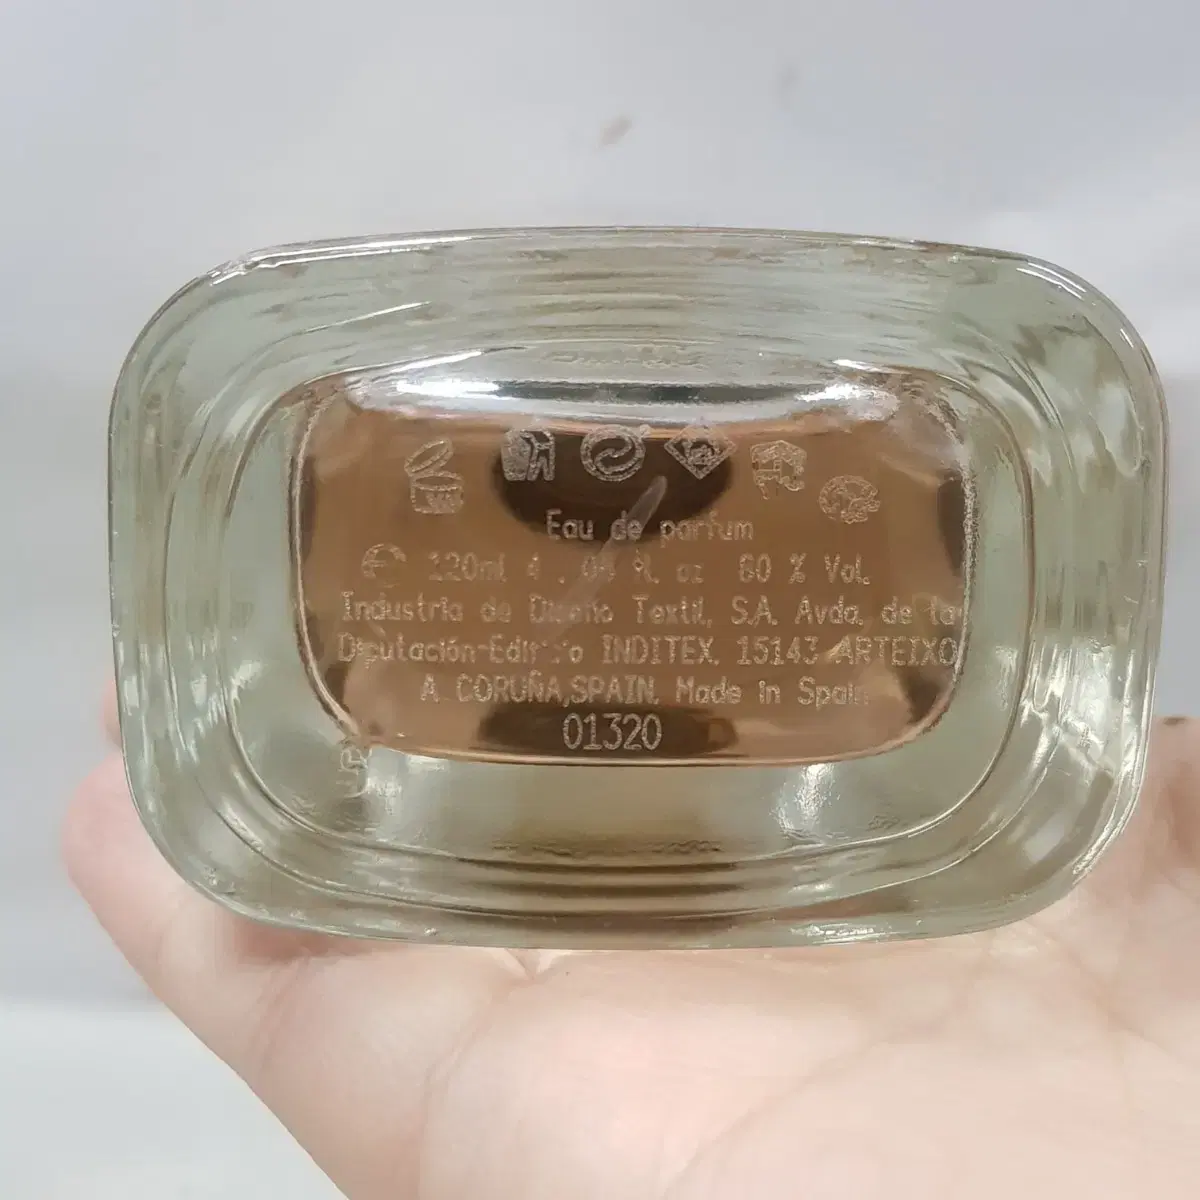 Eau de parfum
120ml 4 . 06 fl. oz 80 % Vol.
Industria de Diseño Textil, S.A. Avda. de la
Diputación-Edificio INDITEX. 15143 ARTEIXO
A CORUÑA,SPAIN. Made in Spain
01320